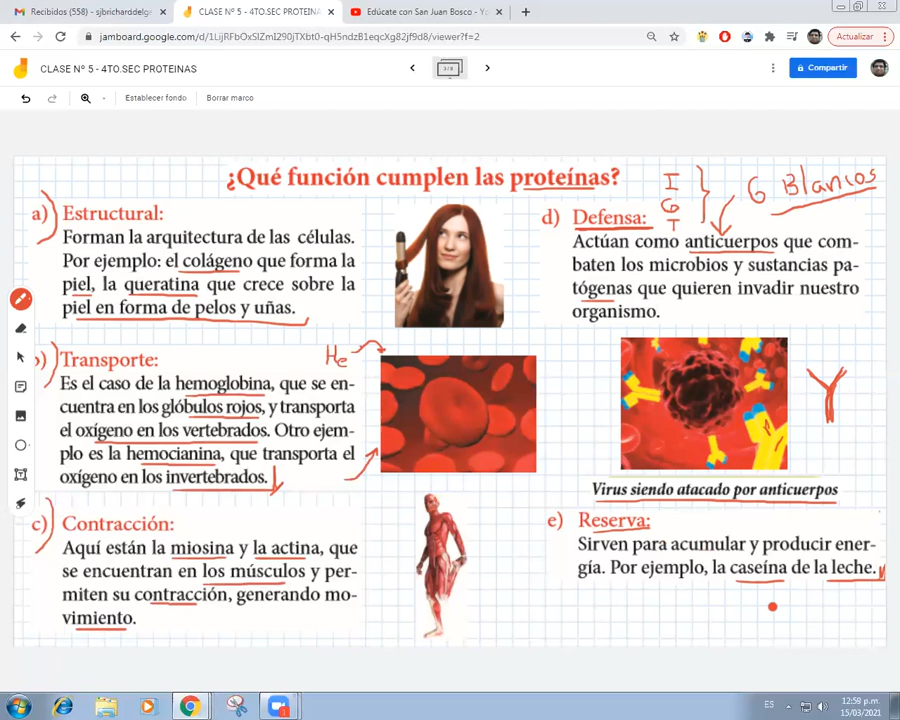 Recibidos (558) - sjbricharddelg
CLASE Nº 5 - 4TO.SEC PROTEINA
Edúcate con San Juan Bosco - Yo
jamboard.google.com/d/1LijRFbOxSIZmI90jTXbt0-qH5ndzB1eqcXg82jf9d8/viewer?f=2
Actualizar
CLASE Nº 5 - 4TO.SEC PROTEINAS
Compartir
Establecer fondo
Borrar marco
¿Qué función cumplen las proteínas?
a) Estructural:
Forman la arquitectura de las células.
Por ejemplo: el colágeno que forma la
piel, la queratina que crece sobre la
piel en forma de pelos y uñas.
b) Transporte:
Es el caso de la hemoglobina, que se en-
cuentra en los glóbulos rojos, y transporta
el oxígeno en los vertebrados. Otro ejem-
plo es la hemocianina, que transporta el
oxígeno en los invertebrados.
He
c) Contracción:
Aquí están la miosina y la actina, que
se encuentran en los músculos y per-
miten su contracción, generando mo-
vimiento.
I
G
T
G Blancos
d) Defensa:
Actúan como anticuerpos que com-
baten los microbios y sustancias pa-
tógenas que quieren invadir nuestro
organismo.
Y
Virus siendo atacado por anticuerpos
e) Reserva:
Sirven para acumular y producir ener-
gía. Por ejemplo, la caseína de la leche.
ES
12:59 p.m.
15/03/2021